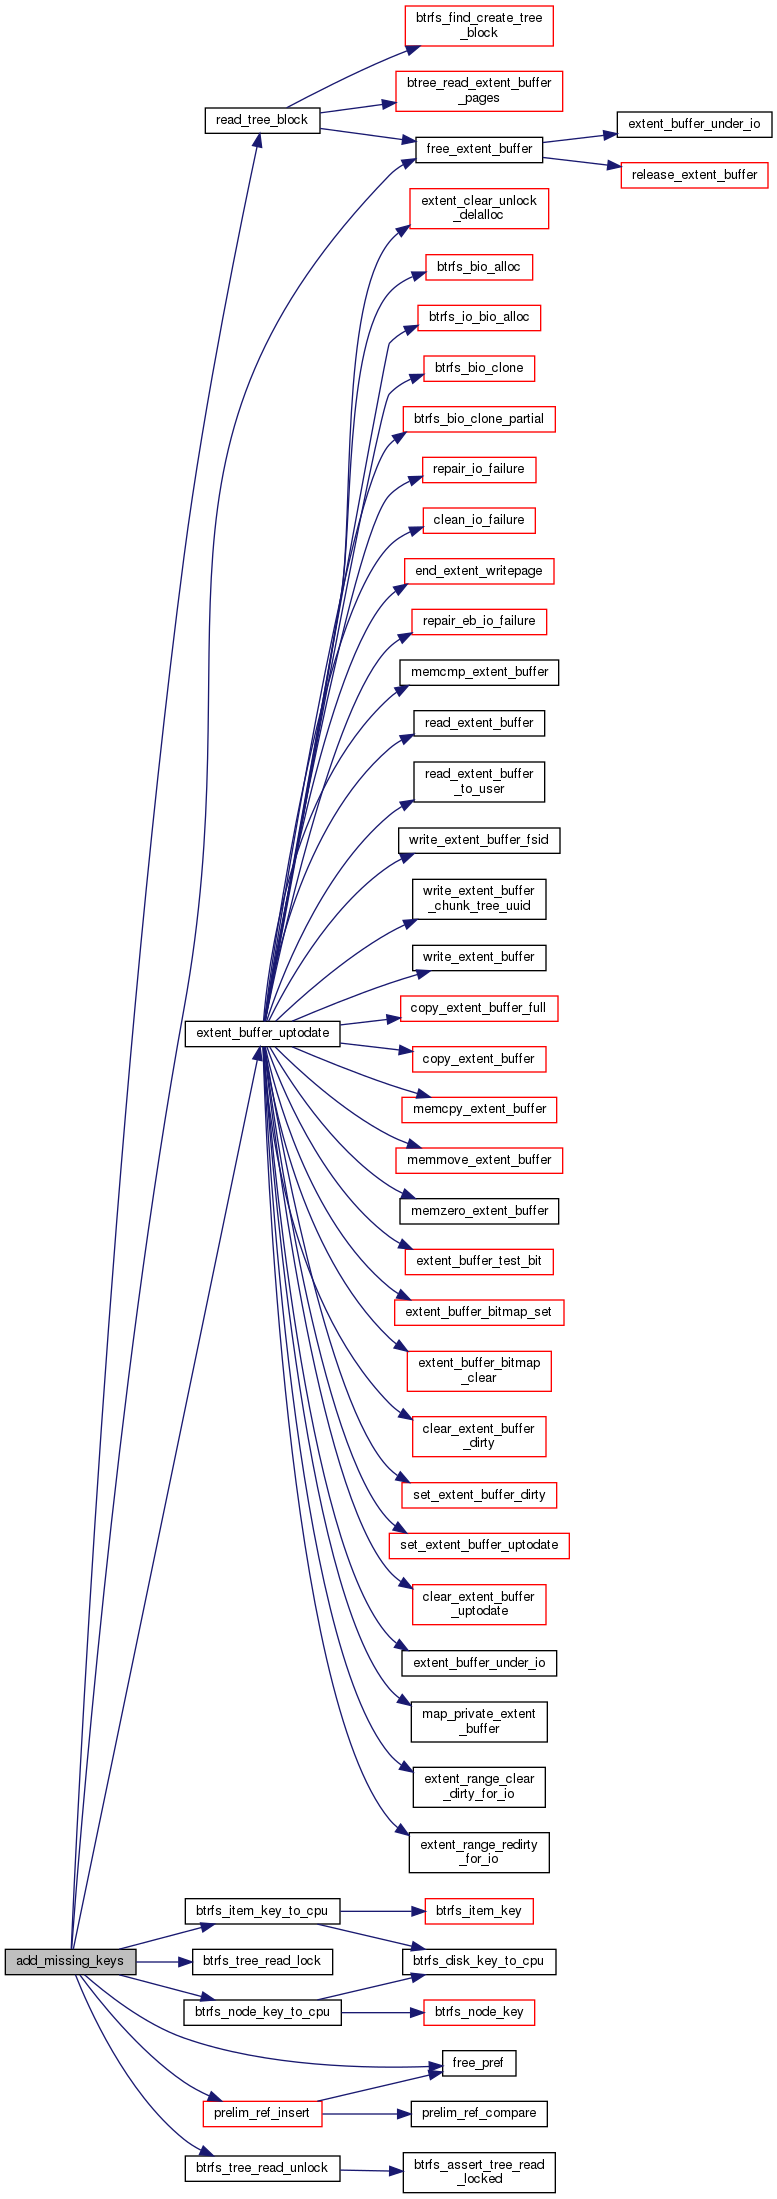 btrfs_find_create_tree
_block
btree_read_extent_buffer
_pages
read_tree_block
extent_buffer_under_io
free_extent_buffer
release_extent_buffer
extent_clear_unlock
_delalloc
btrfs_bio_alloc
btrfs_io_bio_alloc
btrfs_bio_clone
btrfs_bio_clone_partial
repair_io_failure
clean_io_failure
end_extent_writepage
repair_eb_io_failure
memcmp_extent_buffer
read_extent_buffer
read_extent_buffer
_to_user
write_extent_buffer_fsid
write_extent_buffer
_chunk_tree_uuid
write_extent_buffer
copy_extent_buffer_full
extent_buffer_uptodate
copy_extent_buffer
memcpy_extent_buffer
memmove_extent_buffer
memzero_extent_buffer
extent_buffer_test_bit
extent_buffer_bitmap_set
extent_buffer_bitmap
_clear
clear_extent_buffer
_dirty
set_extent_buffer_dirty
set_extent_buffer_uptodate
clear_extent_buffer
_uptodate
extent_buffer_under_io
map_private_extent
_buffer
extent_range_clear
_dirty_for_io
extent_range_redirty
_for_io
btrfs_item_key_to_cpu
btrfs_item_key
add_missing_keys
btrfs_tree_read_lock
btrfs_disk_key_to_cpu
btrfs_node_key_to_cpu
btrfs_node_key
free_pref
prelim_ref_insert
prelim_ref_compare
btrfs_tree_read_unlock
btrfs_assert_tree_read
_locked